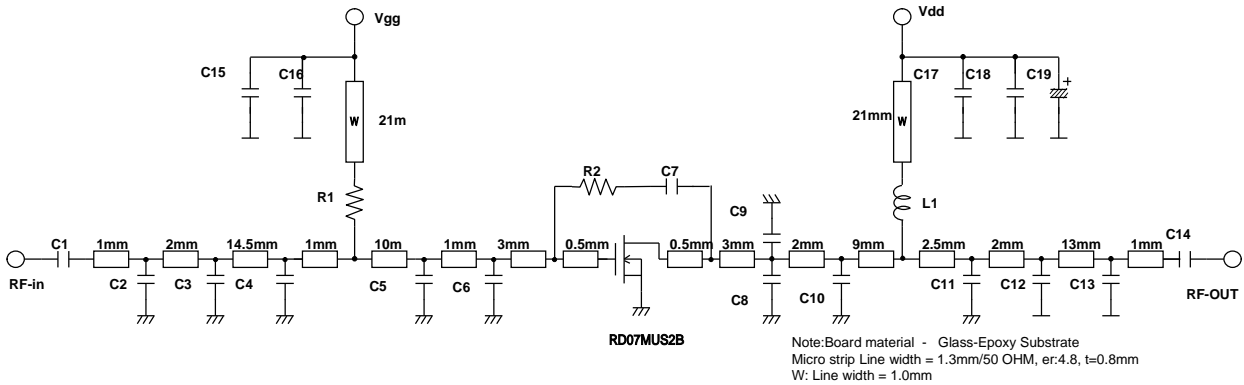 Vgg
Vdd
C15
C16
C17
C18
C19
+
W
21m
21mm
W
R1
R2
C7
C9
L1
C1
1mm
2mm
14.5mm
1mm
10m
1mm
3mm
0.5mm
0.5mm
3mm
2mm
9mm
2.5mm
2mm
13mm
1mm
C14
RF-in
C2
C3
C4
C5
C6
C8
C10
C11
C12
C13
RF-OUT
RD07MUS2B
Note:Board material - Glass-Epoxy Substrate
Micro strip Line width = 1.3mm/50 OHM, er:4.8, t=0.8mm
W: Line width = 1.0mm